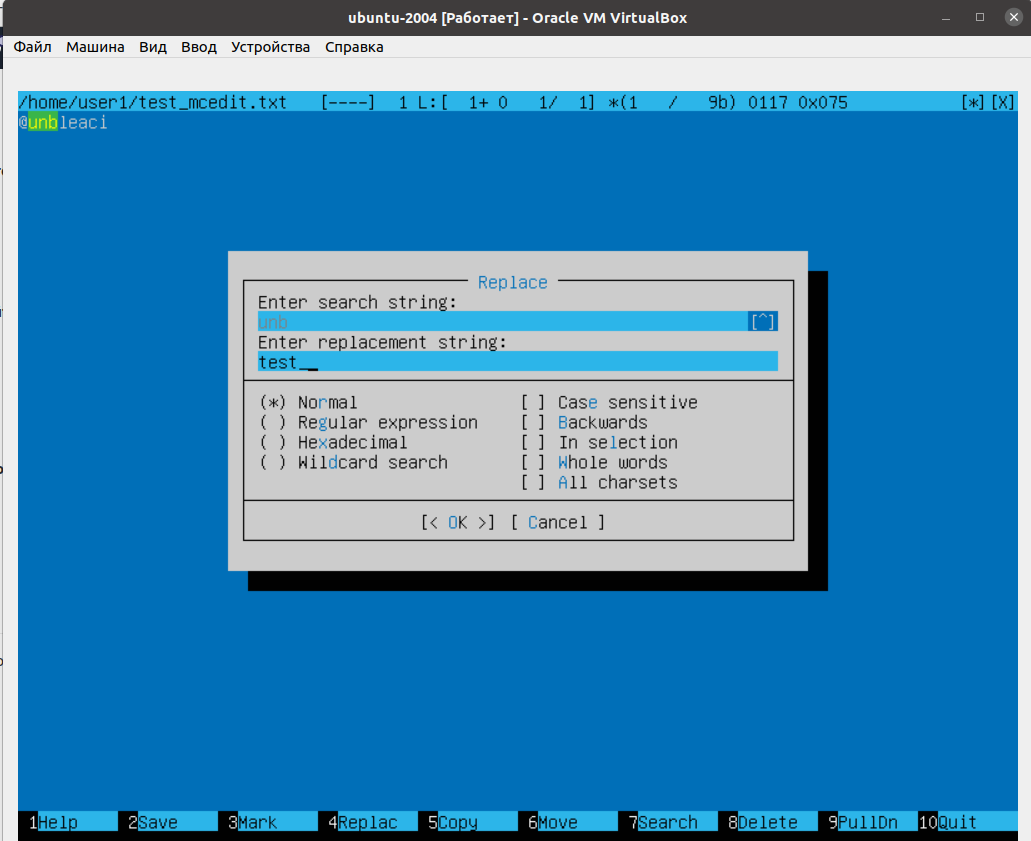 ubuntu-2004 [Работает] - Oracle VM VirtualBox
Файл Машина Вид Ввод Устройства Справка
/home/user1/test_mcedit.txt [----] 1 L:[ 1+ 0 1/ 1] *(1 / 9b) 0117 0x075 [*][X]
@unbleaci
Replace
Enter search string:
unb [^]
Enter replacement string:
test_
(*) Normal [ ] Case sensitive
( ) Regular expression [ ] Backwards
( ) Hexadecimal [ ] In selection
( ) Wildcard search [ ] Whole words
[ ] All charsets
[< OK >] [ Cancel ]
1Help 2Save 3Mark 4Replac 5Copy 6Move 7Search 8Delete 9PullDn 10Quit